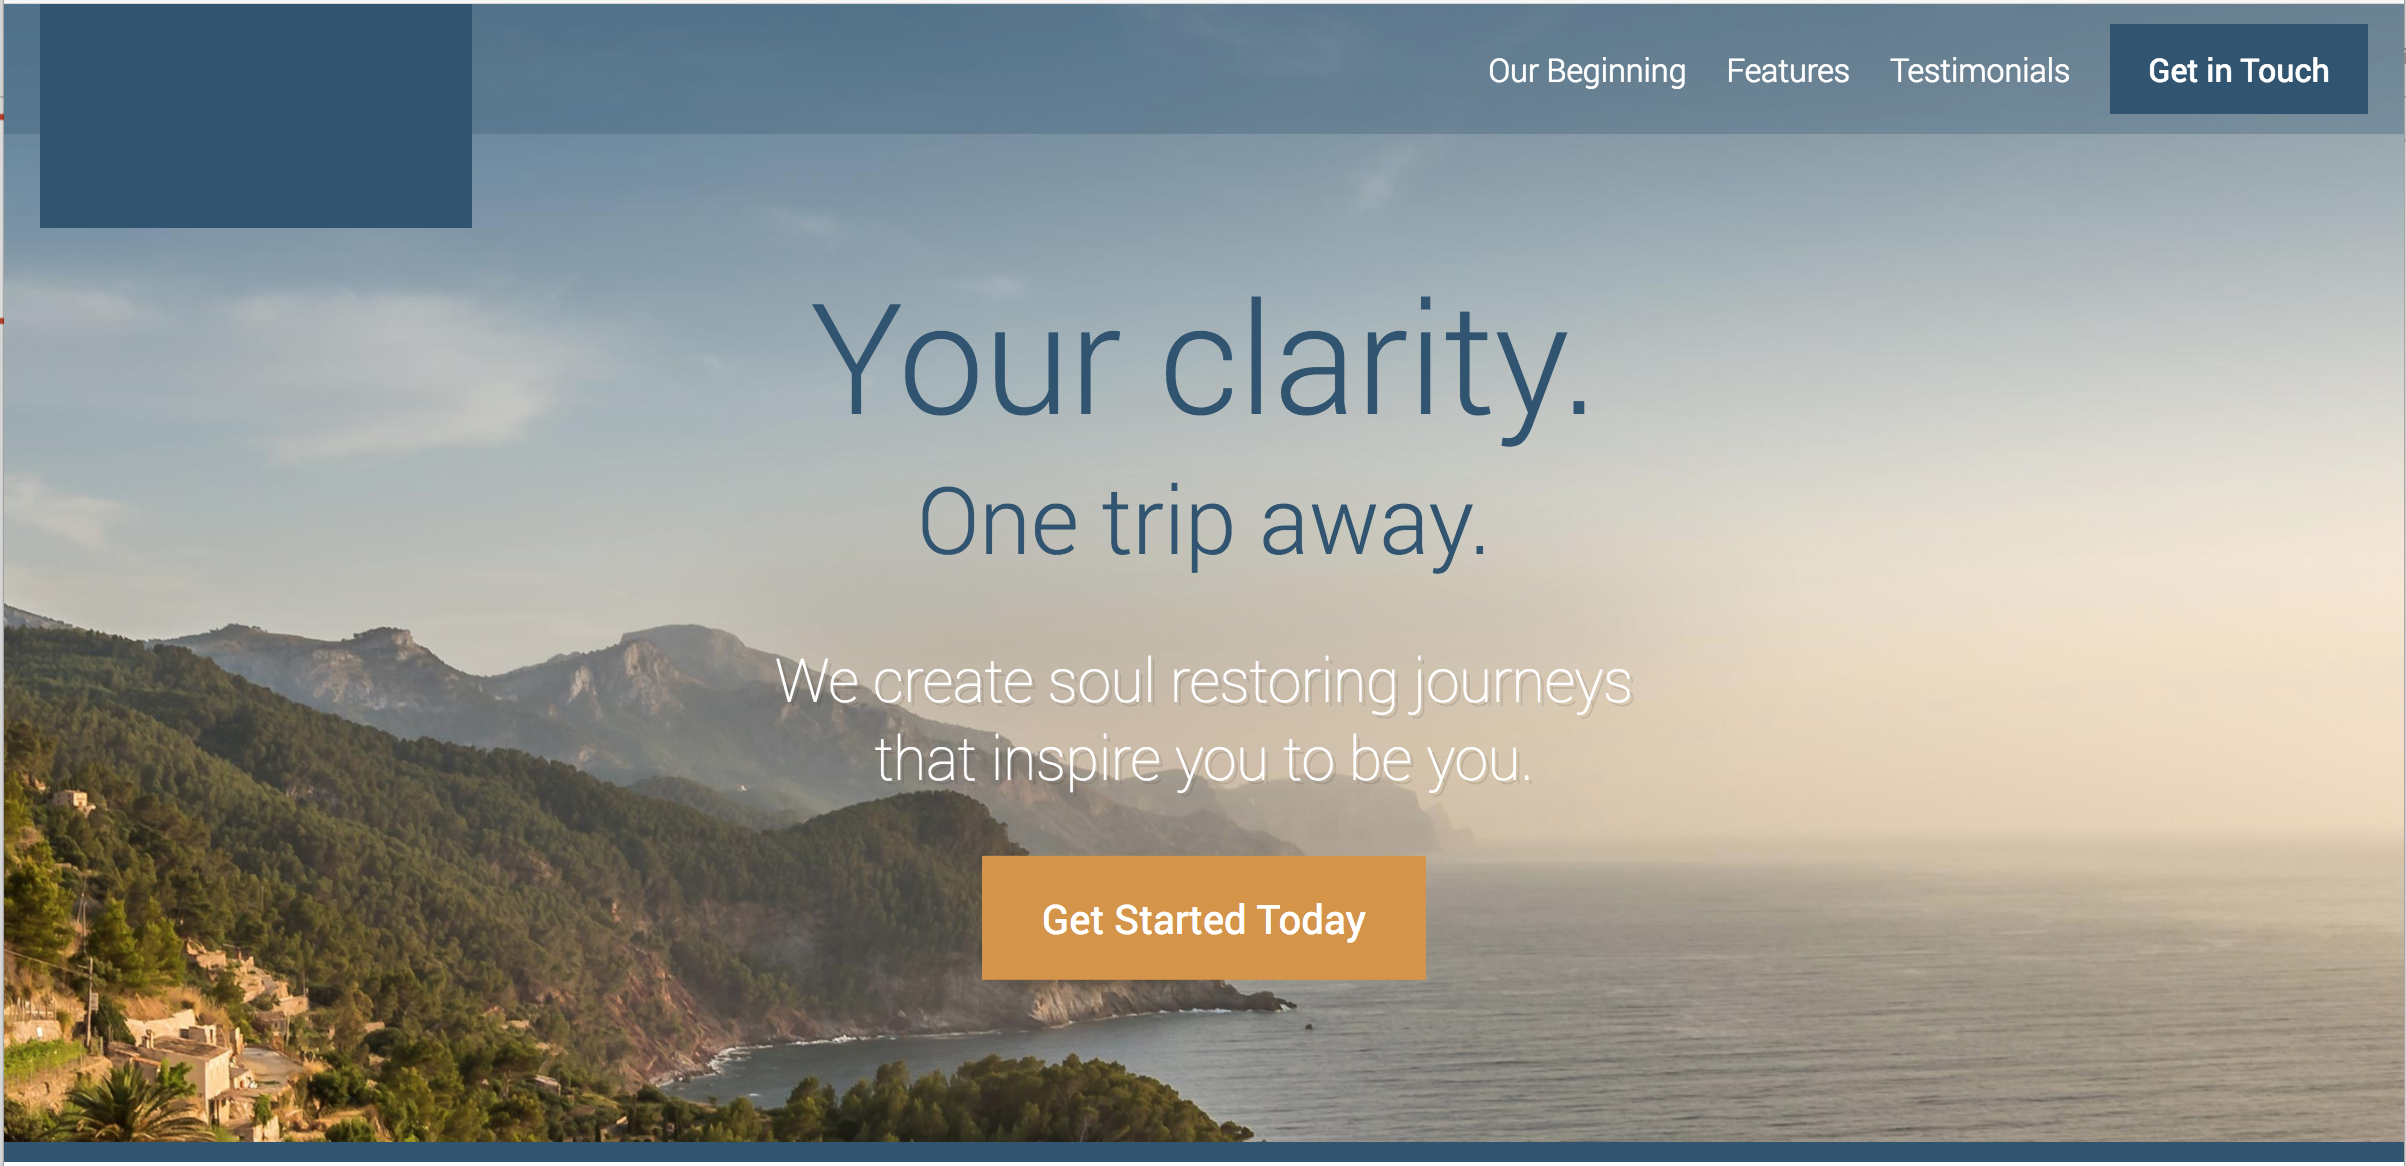 Our Beginning Features Testimonials Get in Touch
Your clarity.
One trip away.
We create soul restoring journeys
that inspire you to be you.
Get Started Today